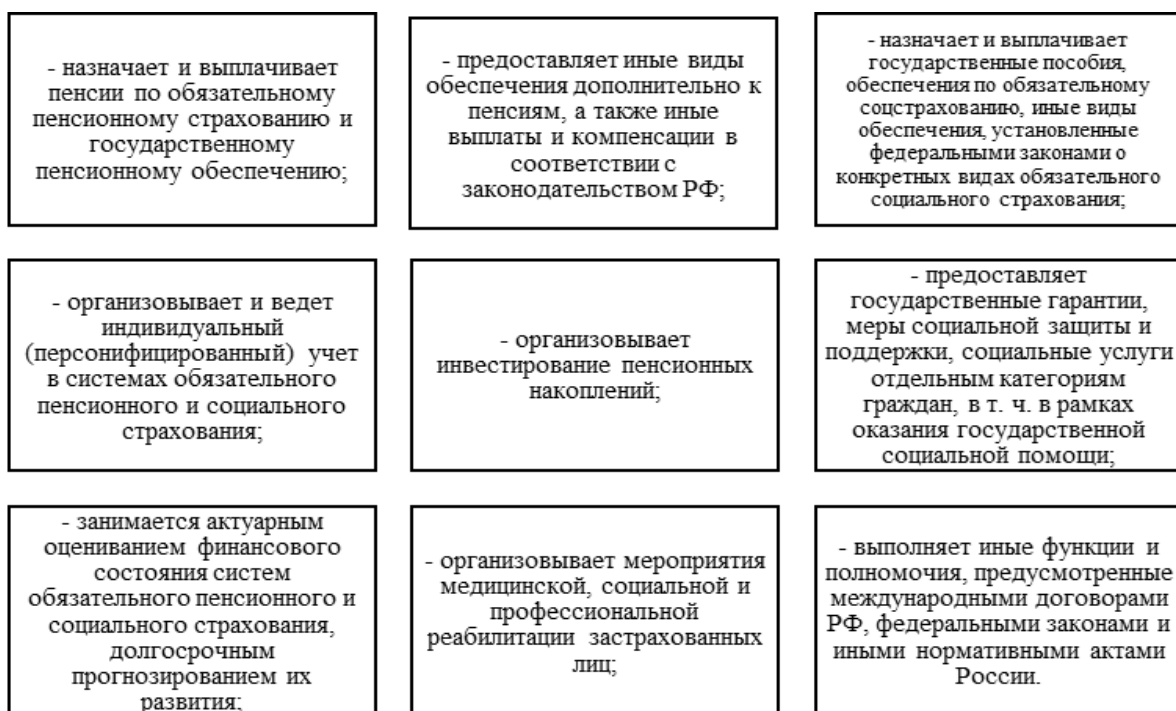 - назначает и выплачивает
пенсии по обязательному
пенсионному страхованию и
государственному
пенсионному обеспечению;
- предоставляет иные виды
обеспечения дополнительно к
пенсиям, а также иные
выплаты и компенсации в
соответствии с
законодательством РФ;
- назначает и выплачивает
государственные пособия,
обеспечения по обязательному
соцстрахованию, иные виды
обеспечения, установленные
федеральными законами о
конкретных видах обязательного
социального страхования;
- организовывает и ведет
индивидуальный
(персонифицированный) учет
в системах обязательного
пенсионного и социального
страхования;
- организовывает
инвестирование пенсионных
накоплений;
- предоставляет
государственные гарантии,
меры социальной защиты и
поддержки, социальные услуги
отдельным категориям
граждан, в т. ч. в рамках
оказания государственной
социальной помощи;
- занимается актуарным
оцениванием финансового
состояния систем
обязательного пенсионного и
социального страхования,
долгосрочным
прогнозированием их
развития;
- организовывает мероприятия
медицинской, социальной и
профессиональной
реабилитации застрахованных
лиц;
- выполняет иные функции и
полномочия, предусмотренные
международными договорами
РФ, федеральными законами и
иными нормативными актами
России.